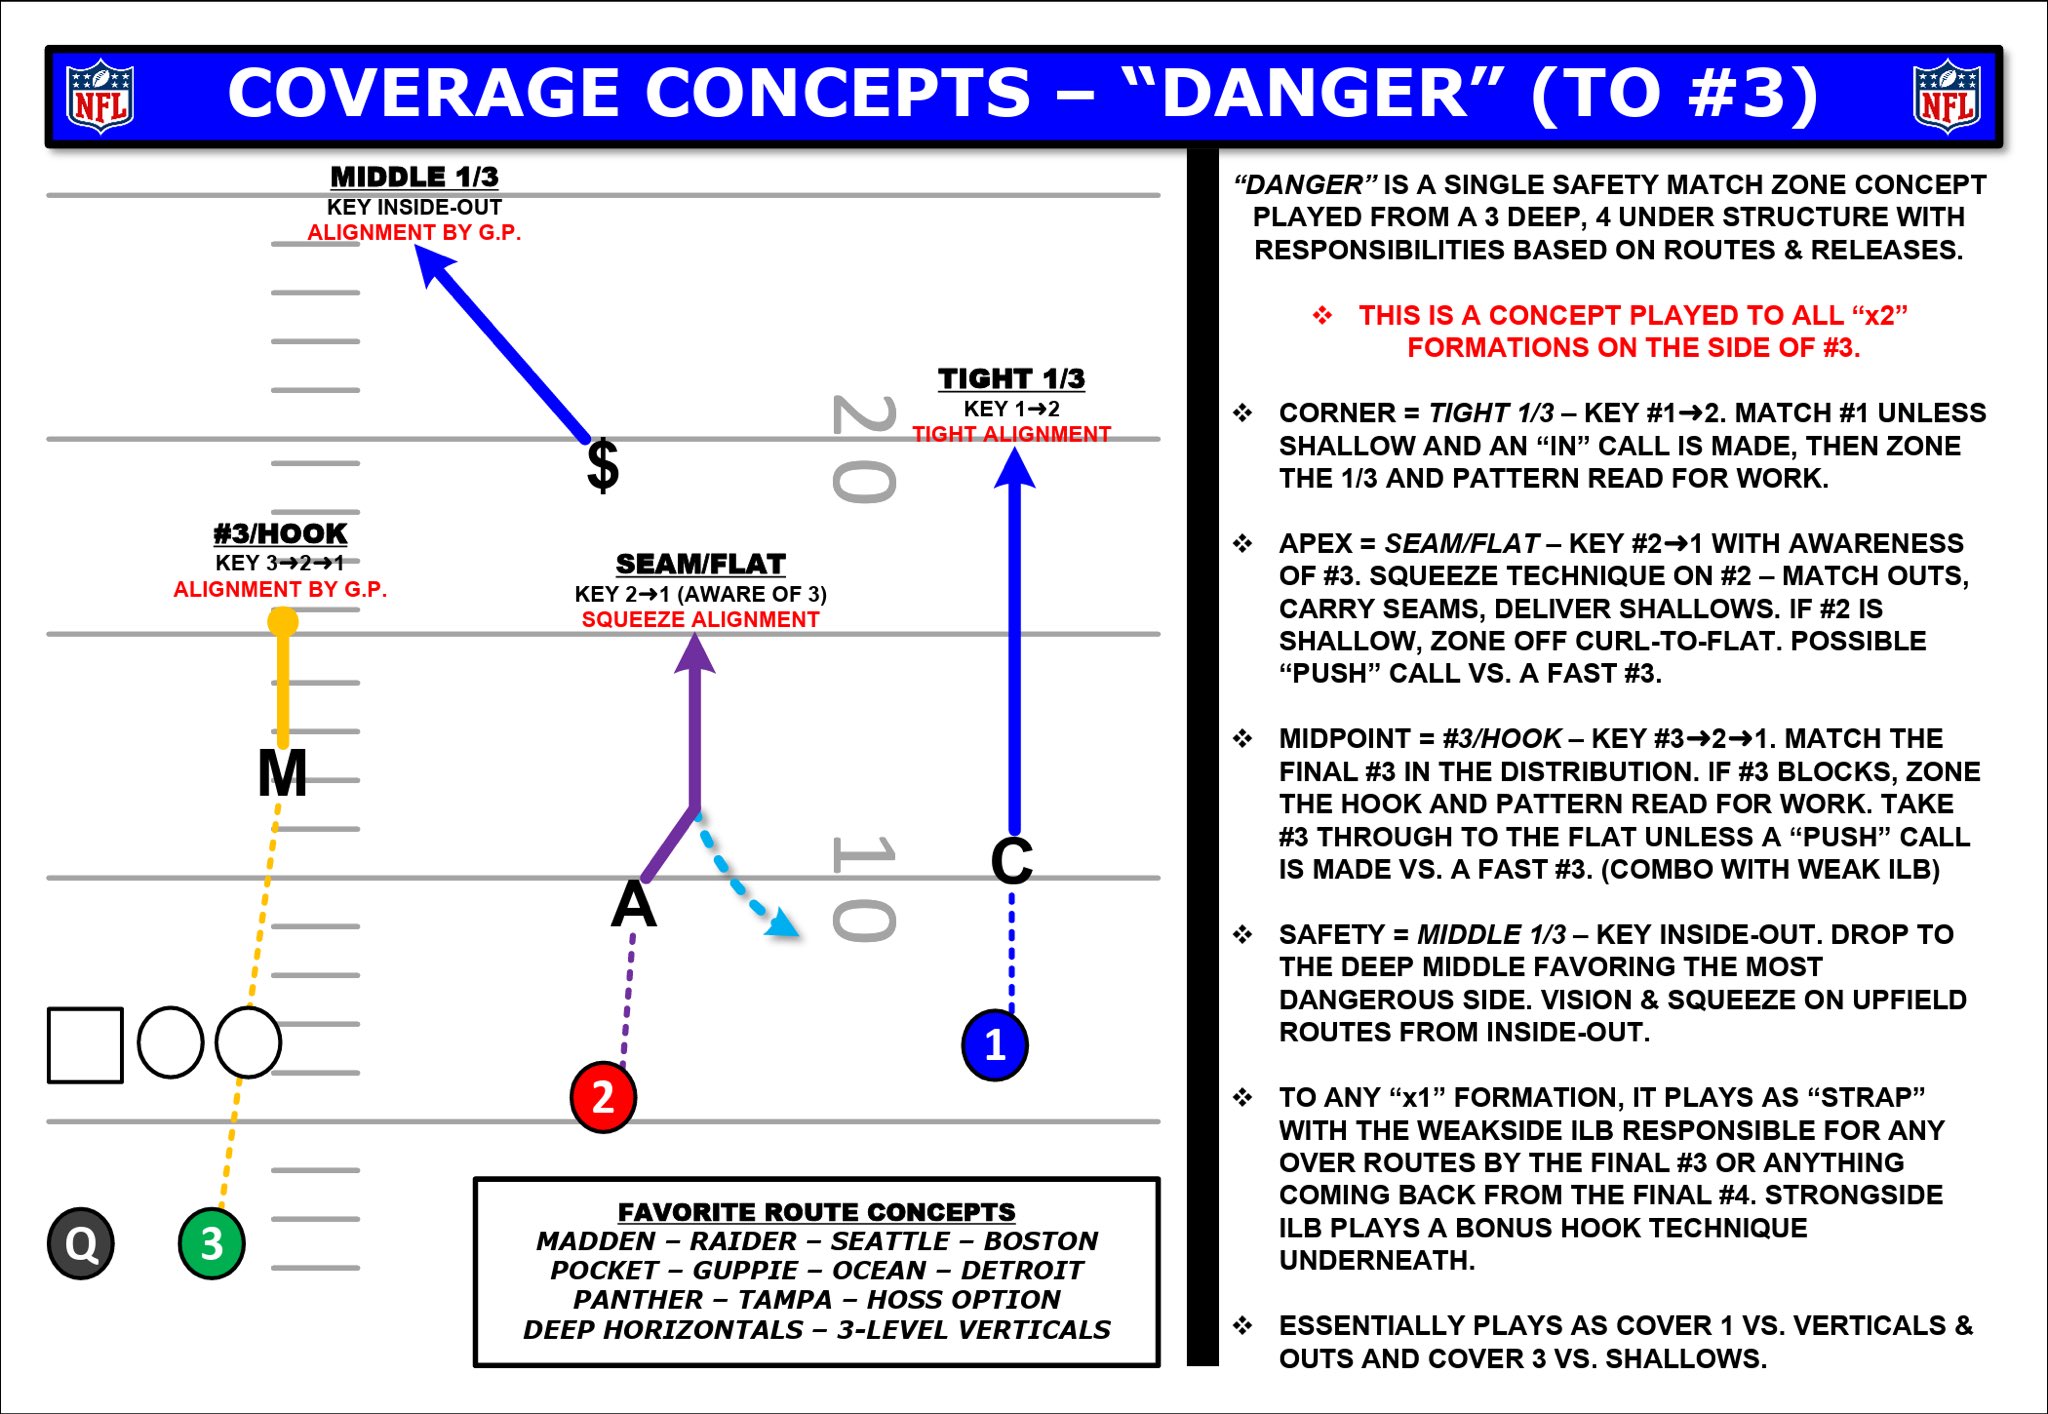 NFL
COVERAGE CONCEPTS – “DANGER” (TO #3)
NFL
MIDDLE 1/3
KEY INSIDE-OUT
ALIGNMENT BY G.P.
$
TIGHT 1/3
KEY 1➔2
TIGHT ALIGNMENT
20
#3/HOOK
KEY 3➔2➔1
ALIGNMENT BY G.P.
SEAM/FLAT
KEY 2➔1 (AWARE OF 3)
SQUEEZE ALIGNMENT
M
A
10
C
1
2
Q
3
FAVORITE ROUTE CONCEPTS
MADDEN – RAIDER – SEATTLE – BOSTON
POCKET – GUPPIE – OCEAN – DETROIT
PANTHER – TAMPA – HOSS OPTION
DEEP HORIZONTALS – 3-LEVEL VERTICALS
“DANGER” IS A SINGLE SAFETY MATCH ZONE CONCEPT
PLAYED FROM A 3 DEEP, 4 UNDER STRUCTURE WITH
RESPONSIBILITIES BASED ON ROUTES & RELEASES.
❖ THIS IS A CONCEPT PLAYED TO ALL “x2”
FORMATIONS ON THE SIDE OF #3.
❖ CORNER = TIGHT 1/3 – KEY #1➔2. MATCH #1 UNLESS
SHALLOW AND AN “IN” CALL IS MADE, THEN ZONE
THE 1/3 AND PATTERN READ FOR WORK.
❖ APEX = SEAM/FLAT – KEY #2➔1 WITH AWARENESS
OF #3. SQUEEZE TECHNIQUE ON #2 – MATCH OUTS,
CARRY SEAMS, DELIVER SHALLOWS. IF #2 IS
SHALLOW, ZONE OFF CURL-TO-FLAT. POSSIBLE
“PUSH” CALL VS. A FAST #3.
❖ MIDPOINT = #3/HOOK – KEY #3➔2➔1. MATCH THE
FINAL #3 IN THE DISTRIBUTION. IF #3 BLOCKS, ZONE
THE HOOK AND PATTERN READ FOR WORK. TAKE
#3 THROUGH TO THE FLAT UNLESS A “PUSH” CALL
IS MADE VS. A FAST #3. (COMBO WITH WEAK ILB)
❖ SAFETY = MIDDLE 1/3 – KEY INSIDE-OUT. DROP TO
THE DEEP MIDDLE FAVORING THE MOST
DANGEROUS SIDE. VISION & SQUEEZE ON UPFIELD
ROUTES FROM INSIDE-OUT.
❖ TO ANY “x1” FORMATION, IT PLAYS AS “STRAP”
WITH THE WEAKSIDE ILB RESPONSIBLE FOR ANY
OVER ROUTES BY THE FINAL #3 OR ANYTHING
COMING BACK FROM THE FINAL #4. STRONGSIDE
ILB PLAYS A BONUS HOOK TECHNIQUE
UNDERNEATH.
❖ ESSENTIALLY PLAYS AS COVER 1 VS. VERTICALS &
OUTS AND COVER 3 VS. SHALLOWS.